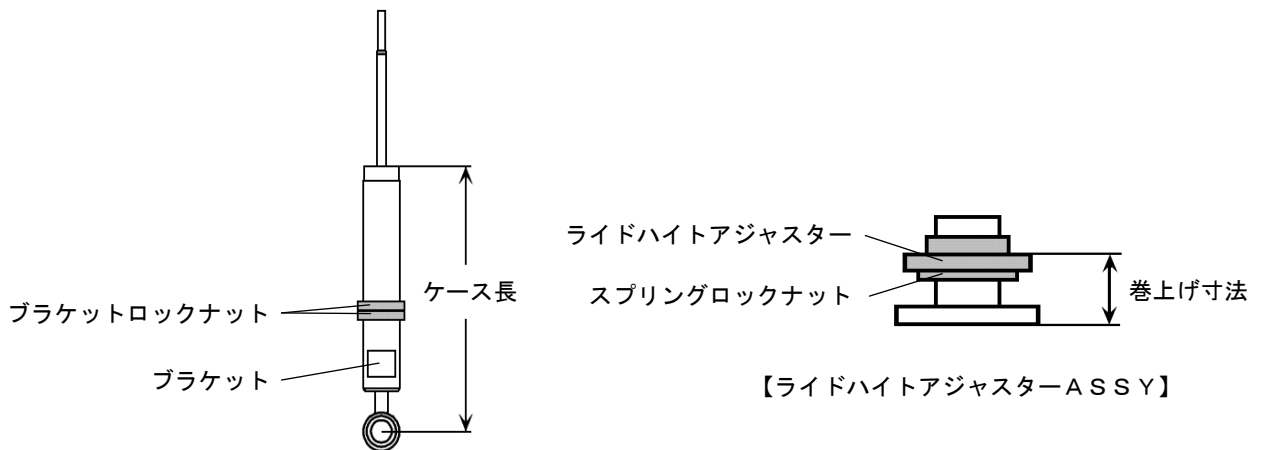 ケース長
ブラケットロックナット
ブラケット
ライドハイトアジャスター
スプリングロックナット
巻上げ寸法
【ライドハイトアジャスターＡＳＳＹ】